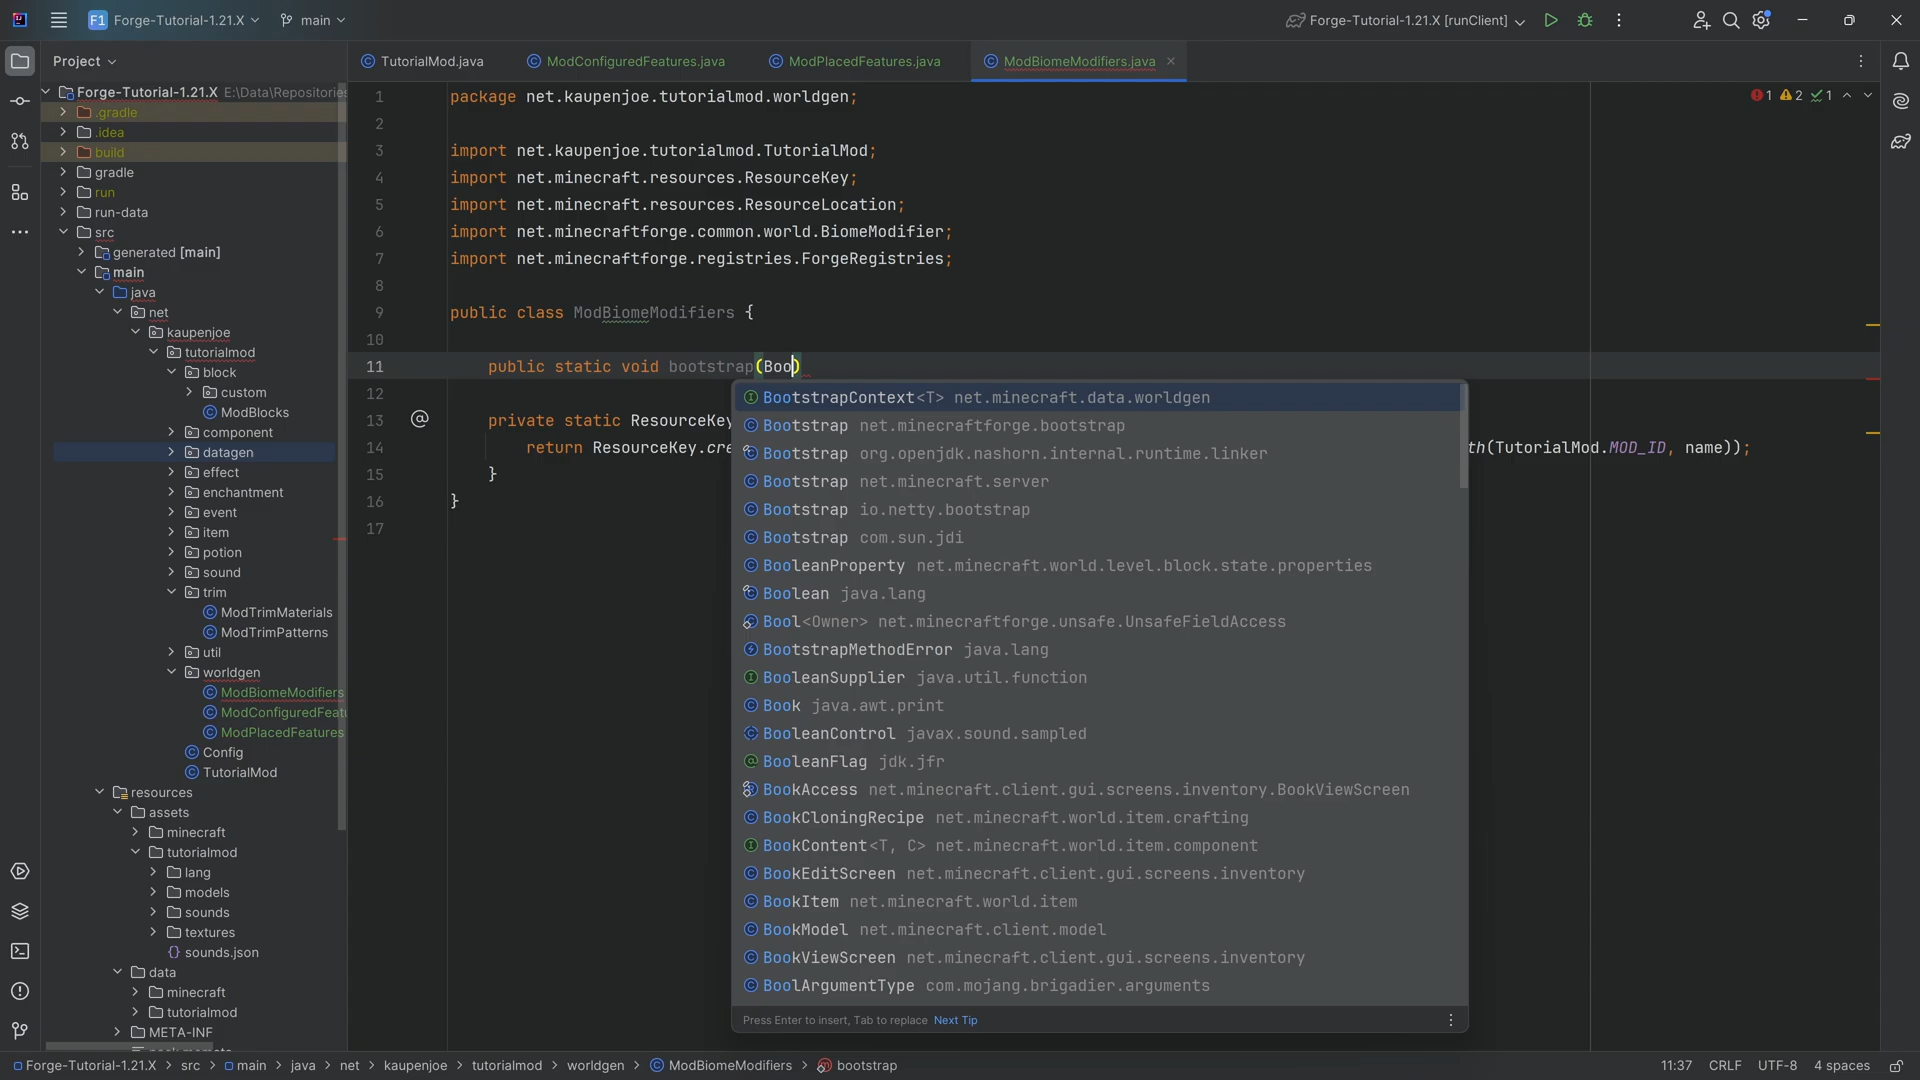 F1 Forge-Tutorial-1.21.X main Forge-Tutorial-1.21.X [runClient]
Project
TutorialMod.java ModConfiguredFeatures.java ModPlacedFeatures.java ModBiomeModifiers.java
Forge-Tutorial-1.21.X E:\Data\Repositories
.gradle
.idea
build
gradle
run
run-data
src
generated [main]
main
java
net
kaupenjoe
tutorialmod
block
custom
ModBlocks
component
datagen
effect
enchantment
event
item
potion
sound
trim
ModTrimMaterials
ModTrimPatterns
util
worldgen
ModBiomeModifiers
ModConfiguredFeatu
ModPlacedFeatures
Config
TutorialMod
resources
assets
minecraft
tutorialmod
lang
models
sounds
textures
sounds.json
data
minecraft
tutorialmod
META-INF
1 package net.kaupenjoe.tutorialmod.worldgen;
1 2 1
2
3 import net.kaupenjoe.tutorialmod.TutorialMod;
4 import net.minecraft.resources.ResourceKey;
5 import net.minecraft.resources.ResourceLocation;
6 import net.minecraftforge.common.world.BiomeModifier;
7 import net.minecraftforge.registries.ForgeRegistries;
8
9 public class ModBiomeModifiers {
10
11 public static void bootstrap(Boo)
12
13 private static ResourceKey
14 return ResourceKey.cre th(TutorialMod.MOD_ID, name));
15 }
16 }
17
BootstrapContext<T> net.minecraft.data.worldgen
Bootstrap net.minecraftforge.bootstrap
Bootstrap org.openjdk.nashorn.internal.runtime.linker
Bootstrap net.minecraft.server
Bootstrap io.netty.bootstrap
Bootstrap com.sun.jdi
BooleanProperty net.minecraft.world.level.block.state.properties
Boolean java.lang
Bool<Owner> net.minecraftforge.unsafe.UnsafeFieldAccess
BootstrapMethodError java.lang
BooleanSupplier java.util.function
Book java.awt.print
BooleanControl javax.sound.sampled
BooleanFlag jdk.jfr
BookAccess net.minecraft.client.gui.screens.inventory.BookViewScreen
BookCloningRecipe net.minecraft.world.item.crafting
BookContent<T, C> net.minecraft.world.item.component
BookEditScreen net.minecraft.client.gui.screens.inventory
BookItem net.minecraft.world.item
BookModel net.minecraft.client.model
BookViewScreen net.minecraft.client.gui.screens.inventory
BoolArgumentType com.mojang.brigadier.arguments
Press Enter to insert, Tab to replace Next Tip
Forge-Tutorial-1.21.X > src > main > java > net > kaupenjoe > tutorialmod > worldgen > ModBiomeModifiers > bootstrap
11:37 CRLF UTF-8 4 spaces